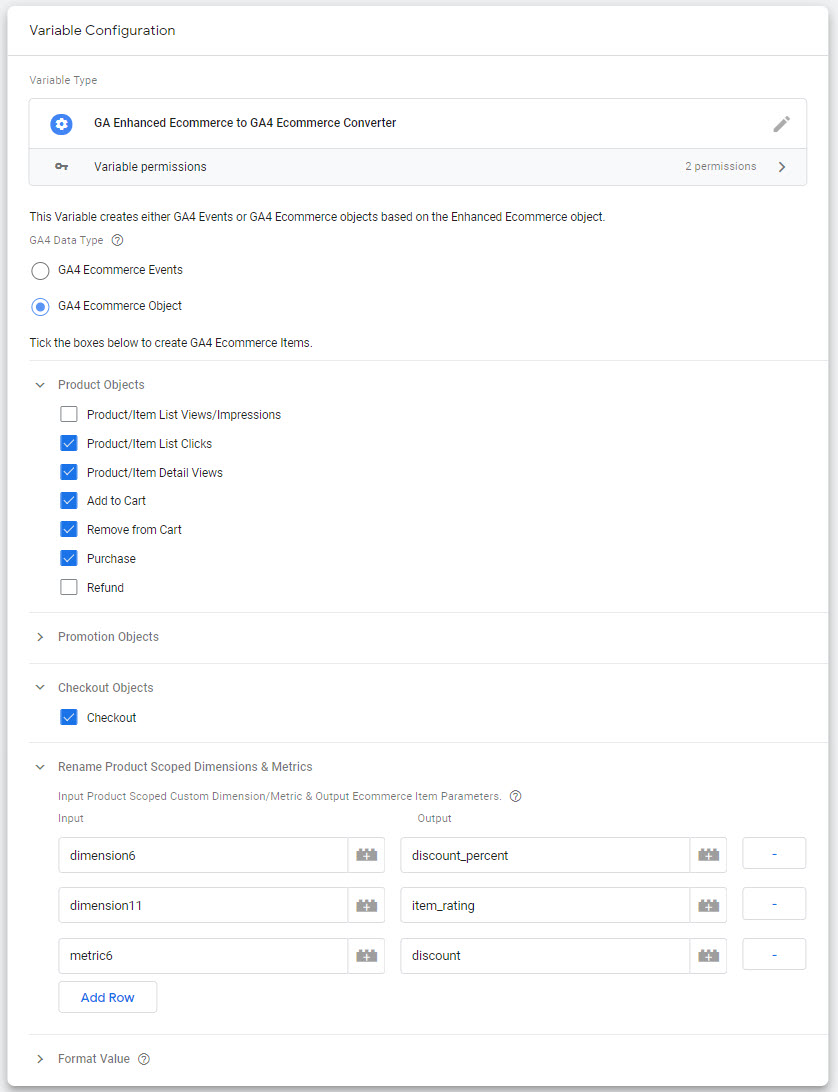 Variable Configuration
Variable Type
GA Enhanced Ecommerce to GA4 Ecommerce Converter
Variable permissions 2 permissions
This Variable creates either GA4 Events or GA4 Ecommerce objects based on the Enhanced Ecommerce object.
GA4 Data Type ?
GA4 Ecommerce Events
GA4 Ecommerce Object
Tick the boxes below to create GA4 Ecommerce Items.
Product Objects
Product/Item List Views/Impressions
Product/Item List Clicks
Product/Item Detail Views
Add to Cart
Remove from Cart
Purchase
Refund
Promotion Objects
Checkout Objects
Checkout
Rename Product Scoped Dimensions & Metrics
Input Product Scoped Custom Dimension/Metric & Output Ecommerce Item Parameters. ?
Input Output
dimension6 discount_percent -
dimension11 item_rating -
metric6 discount -
Add Row
Format Value ?